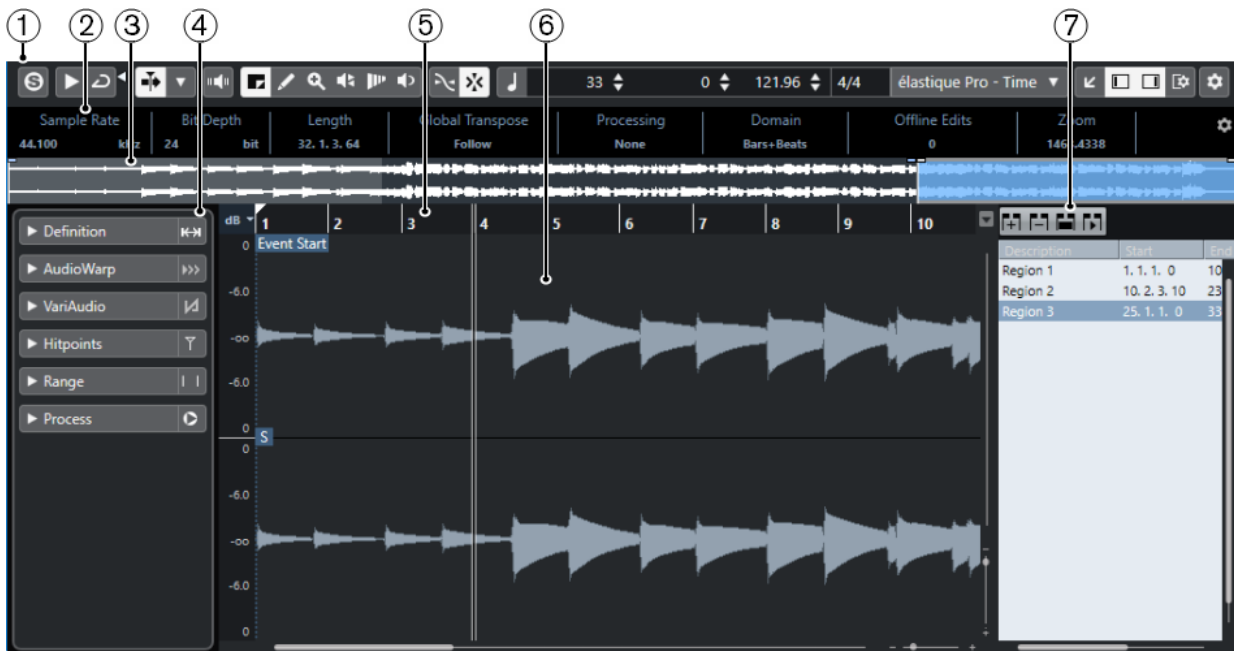 1 2 3 4 5 6 7
33 0 121.96 4/4 élastique Pro - Time
Sample Rate Bit Depth Length Global Transpose Processing Domain Offline Edits Zoom
44.100 24 bit 32. 1. 3. 64 Follow None Bars+Beats 0
dB 1 2 3 4 5 6 7 8 9 10
Definition
AudioWarp
VariAudio
Hitpoints
Range
Process
Event Start
0
-6.0
-oo
-6.0
0
S
0
-6.0
-oo
-6.0
0
Description Start End
Region 1 1. 1. 1. 0 10
Region 2 10. 2. 3. 10 23
Region 3 25. 1. 1. 0 33